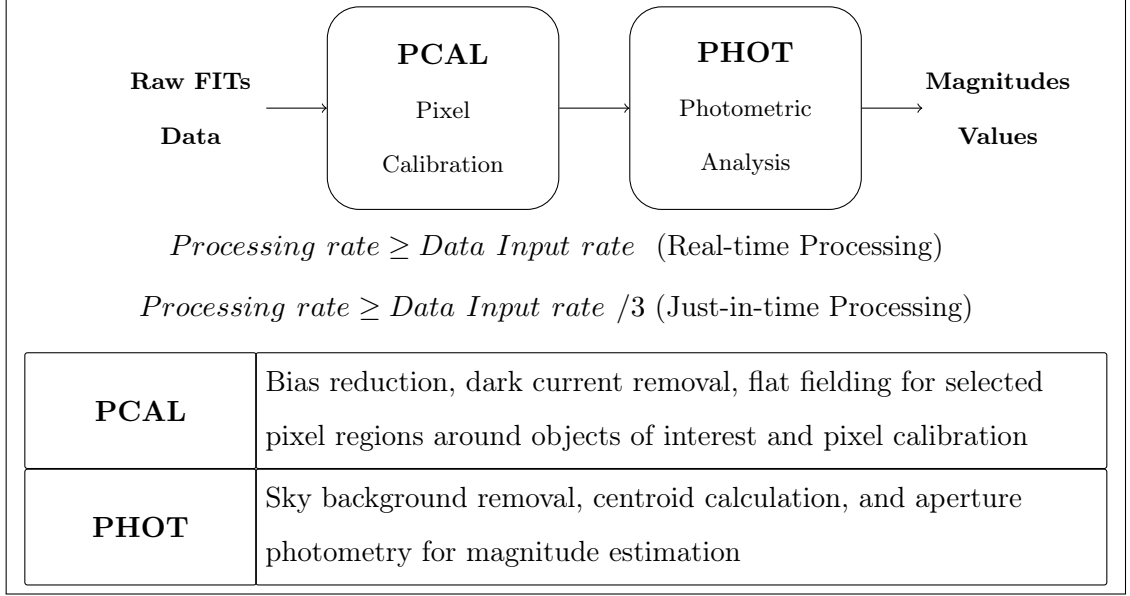 Raw FITs
Data
PCAL
Pixel
Calibration
PHOT
Photometric
Analysis
Magnitudes
Values
Processing rate ≥ Data Input rate (Real-time Processing)
Processing rate ≥ Data Input rate /3 (Just-in-time Processing)
PCAL
Bias reduction, dark current removal, flat fielding for selected
pixel regions around objects of interest and pixel calibration
PHOT
Sky background removal, centroid calculation, and aperture
photometry for magnitude estimation